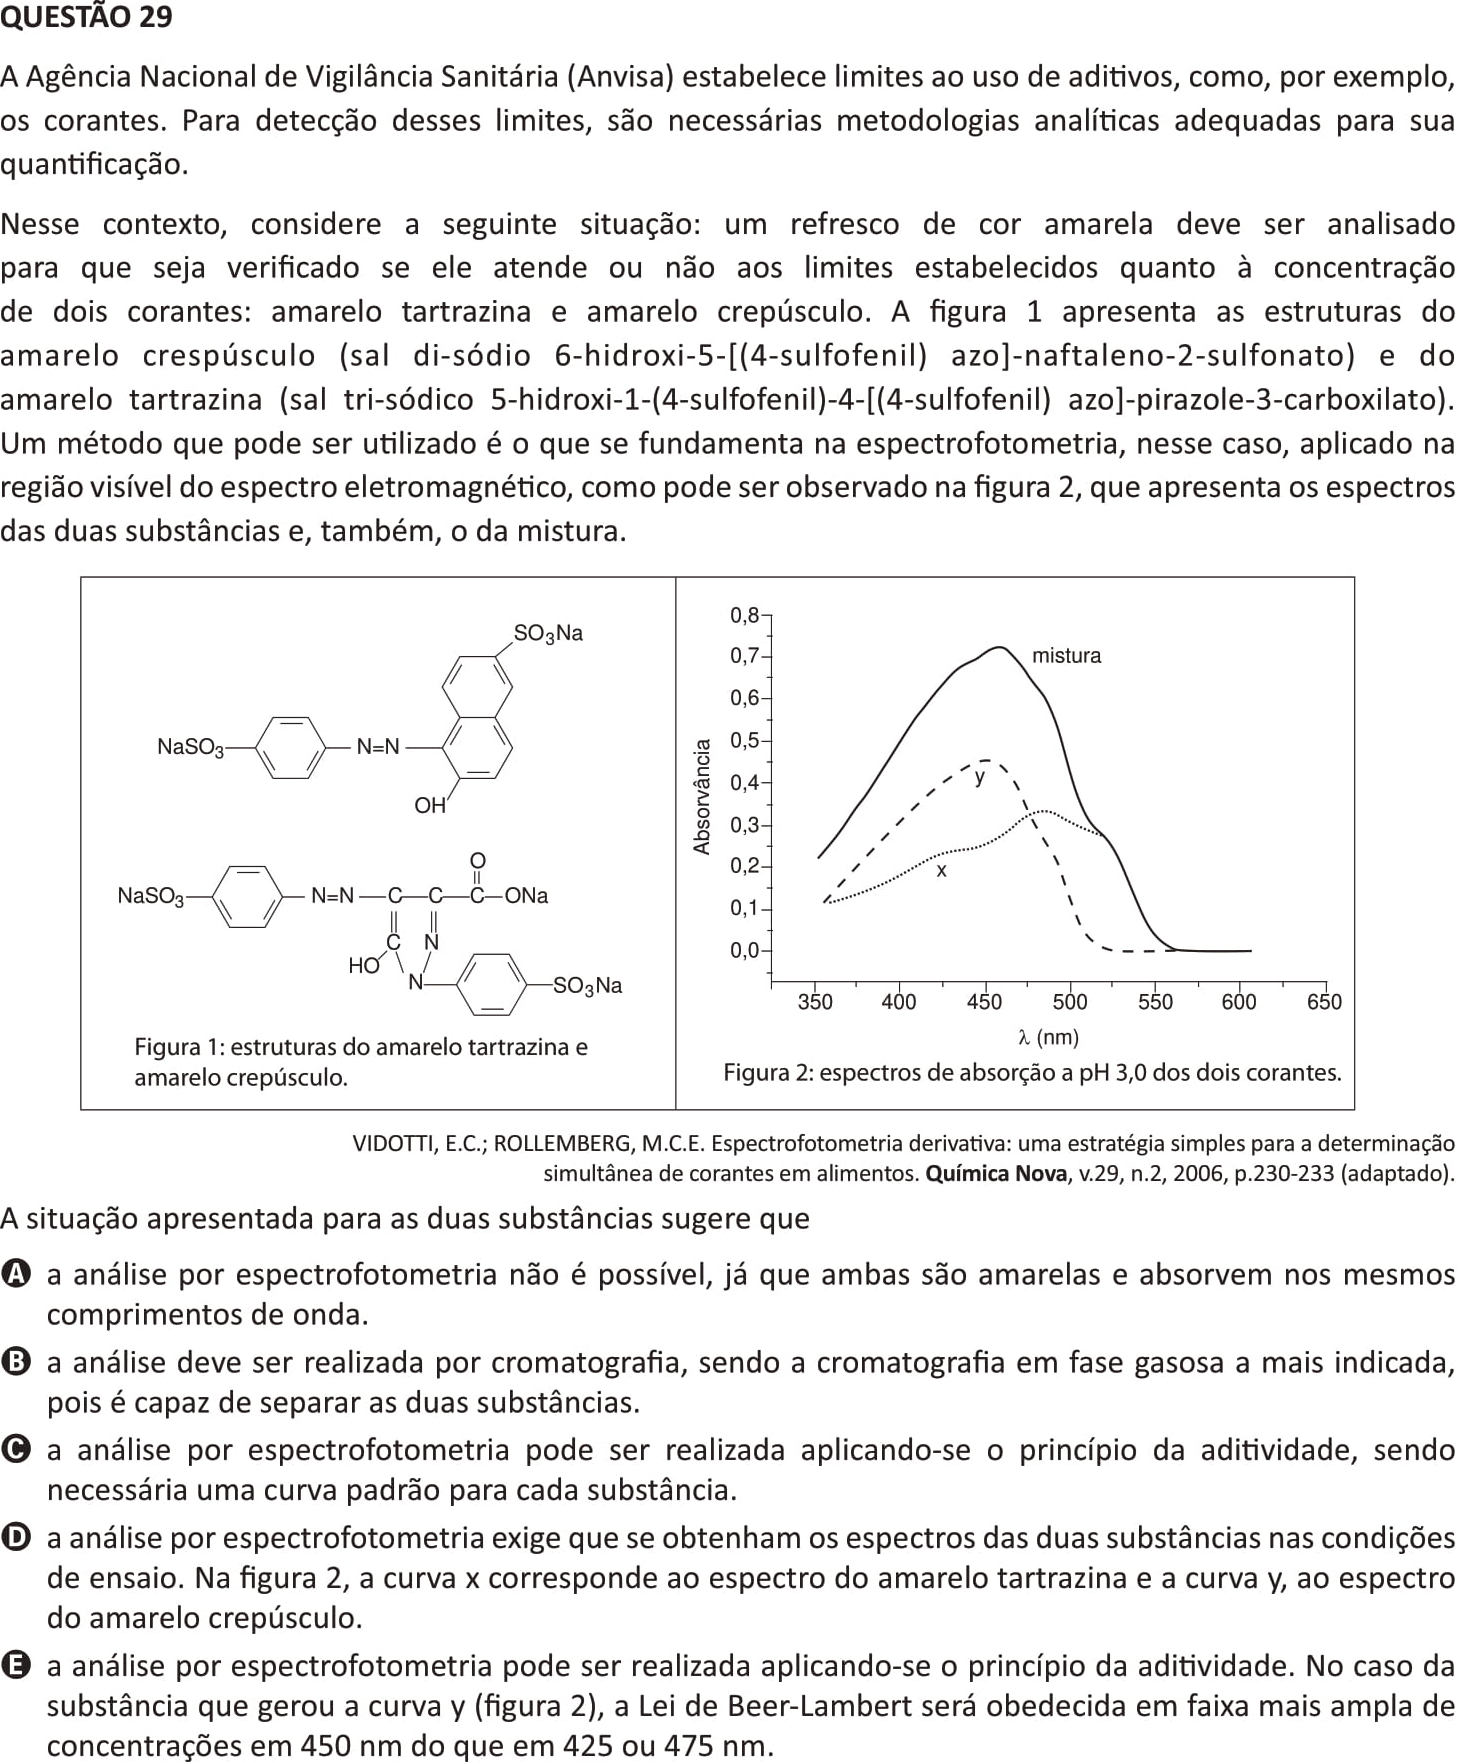 QUESTÃO 29
A Agência Nacional de Vigilância Sanitária (Anvisa) estabelece limites ao uso de aditivos, como, por exemplo,
os corantes. Para detecção desses limites, são necessárias metodologias analíticas adequadas para sua
quantificação.
Nesse contexto, considere a seguinte situação: um refresco de cor amarela deve ser analisado
para que seja verificado se ele atende ou não aos limites estabelecidos quanto à concentração
de dois corantes: amarelo tartrazina e amarelo crepúsculo. A figura 1 apresenta as estruturas do
amarelo crespúsculo (sal di-sódio 6-hidroxi-5-[(4-sulfofenil) azo]-naftaleno-2-sulfonato) e do
amarelo tartrazina (sal tri-sódico 5-hidroxi-1-(4-sulfofenil)-4-[(4-sulfofenil) azo]-pirazole-3-carboxilato).
Um método que pode ser utilizado é o que se fundamenta na espectrofotometria, nesse caso, aplicado na
região visível do espectro eletromagnético, como pode ser observado na figura 2, que apresenta os espectros
das duas substâncias e, também, o da mistura.
SO₃Na
NaSO₃
N=N
OH
O
NaSO₃
N=N
C
C
C
ONa
C
N
HO
N
SO₃Na
Figura 1: estruturas do amarelo tartrazina e
amarelo crepúsculo.
0,8
0,7
0,6
0,5
0,4
0,3
0,2
0,1
0,0
Absorvância
mistura
y
x
350 400 450 500 550 600 650
λ (nm)
Figura 2: espectros de absorção a pH 3,0 dos dois corantes.
VIDOTTI, E.C.; ROLLEMBERG, M.C.E. Espectrofotometria derivativa: uma estratégia simples para a determinação
simultânea de corantes em alimentos. Química Nova, v.29, n.2, 2006, p.230-233 (adaptado).
A situação apresentada para as duas substâncias sugere que
A a análise por espectrofotometria não é possível, já que ambas são amarelas e absorvem nos mesmos
comprimentos de onda.
B a análise deve ser realizada por cromatografia, sendo a cromatografia em fase gasosa a mais indicada,
pois é capaz de separar as duas substâncias.
C a análise por espectrofotometria pode ser realizada aplicando-se o princípio da aditividade, sendo
necessária uma curva padrão para cada substância.
D a análise por espectrofotometria exige que se obtenham os espectros das duas substâncias nas condições
de ensaio. Na figura 2, a curva x corresponde ao espectro do amarelo tartrazina e a curva y, ao espectro
do amarelo crepúsculo.
E a análise por espectrofotometria pode ser realizada aplicando-se o princípio da aditividade. No caso da
substância que gerou a curva y (figura 2), a Lei de Beer-Lambert será obedecida em faixa mais ampla de
concentrações em 450 nm do que em 425 ou 475 nm.